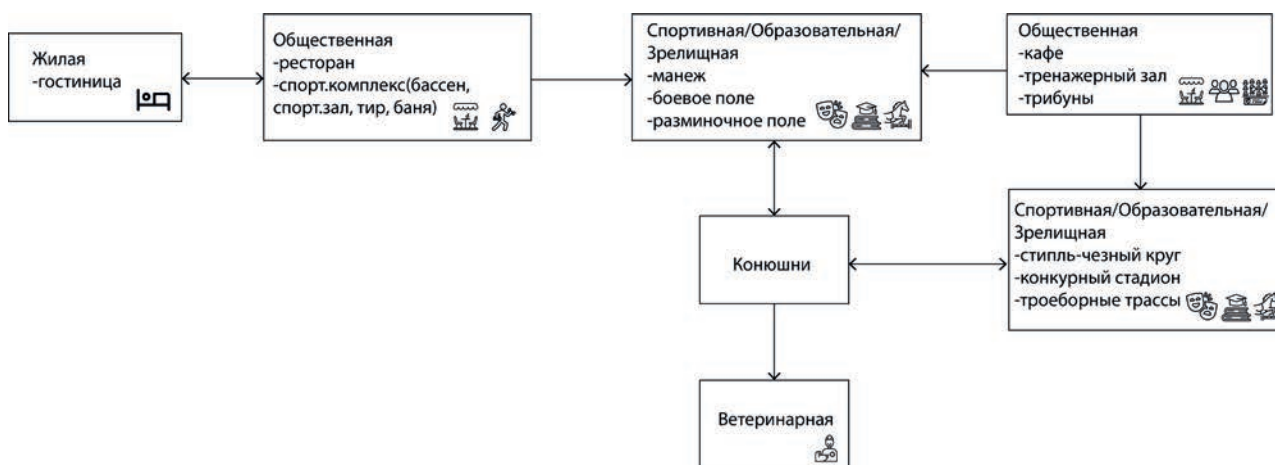 Жилая
-гостиница
Общественная
-ресторан
-спорт.комплекс(бассен,
спорт.зал, тир, баня)
Спортивная/Образовательная/
Зрелищная
-манеж
-боевое поле
-разминочное поле
Общественная
-кафе
-тренажерный зал
-трибуны
Конюшни
Спортивная/Образовательная/
Зрелищная
-стипль-чезный круг
-конкурный стадион
-троеборные трассы
Ветеринарная